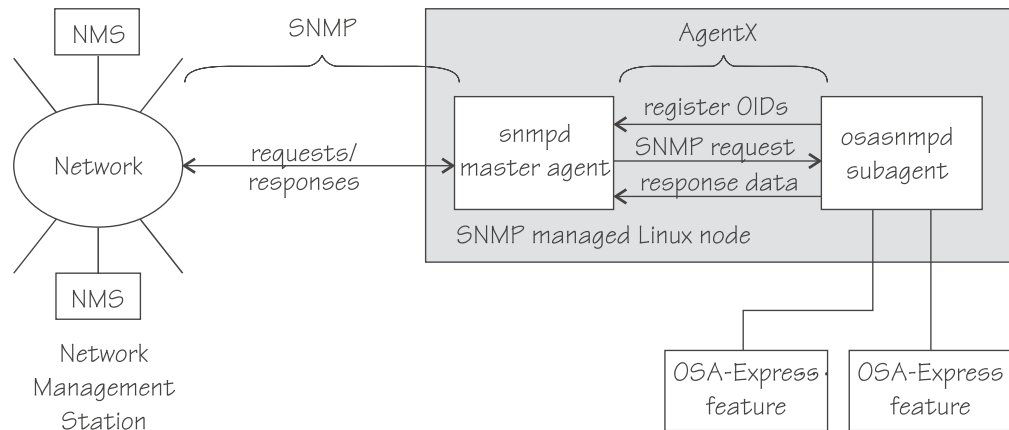 NMS
SNMP
AgentX
Network
requests/
responses
snmpd
master agent
register OIDs
SNMP request
response data
osasnmpd
subagent
SNMP managed Linux node
NMS
Network
Management
Station
OSA-Express
feature
OSA-Express
feature